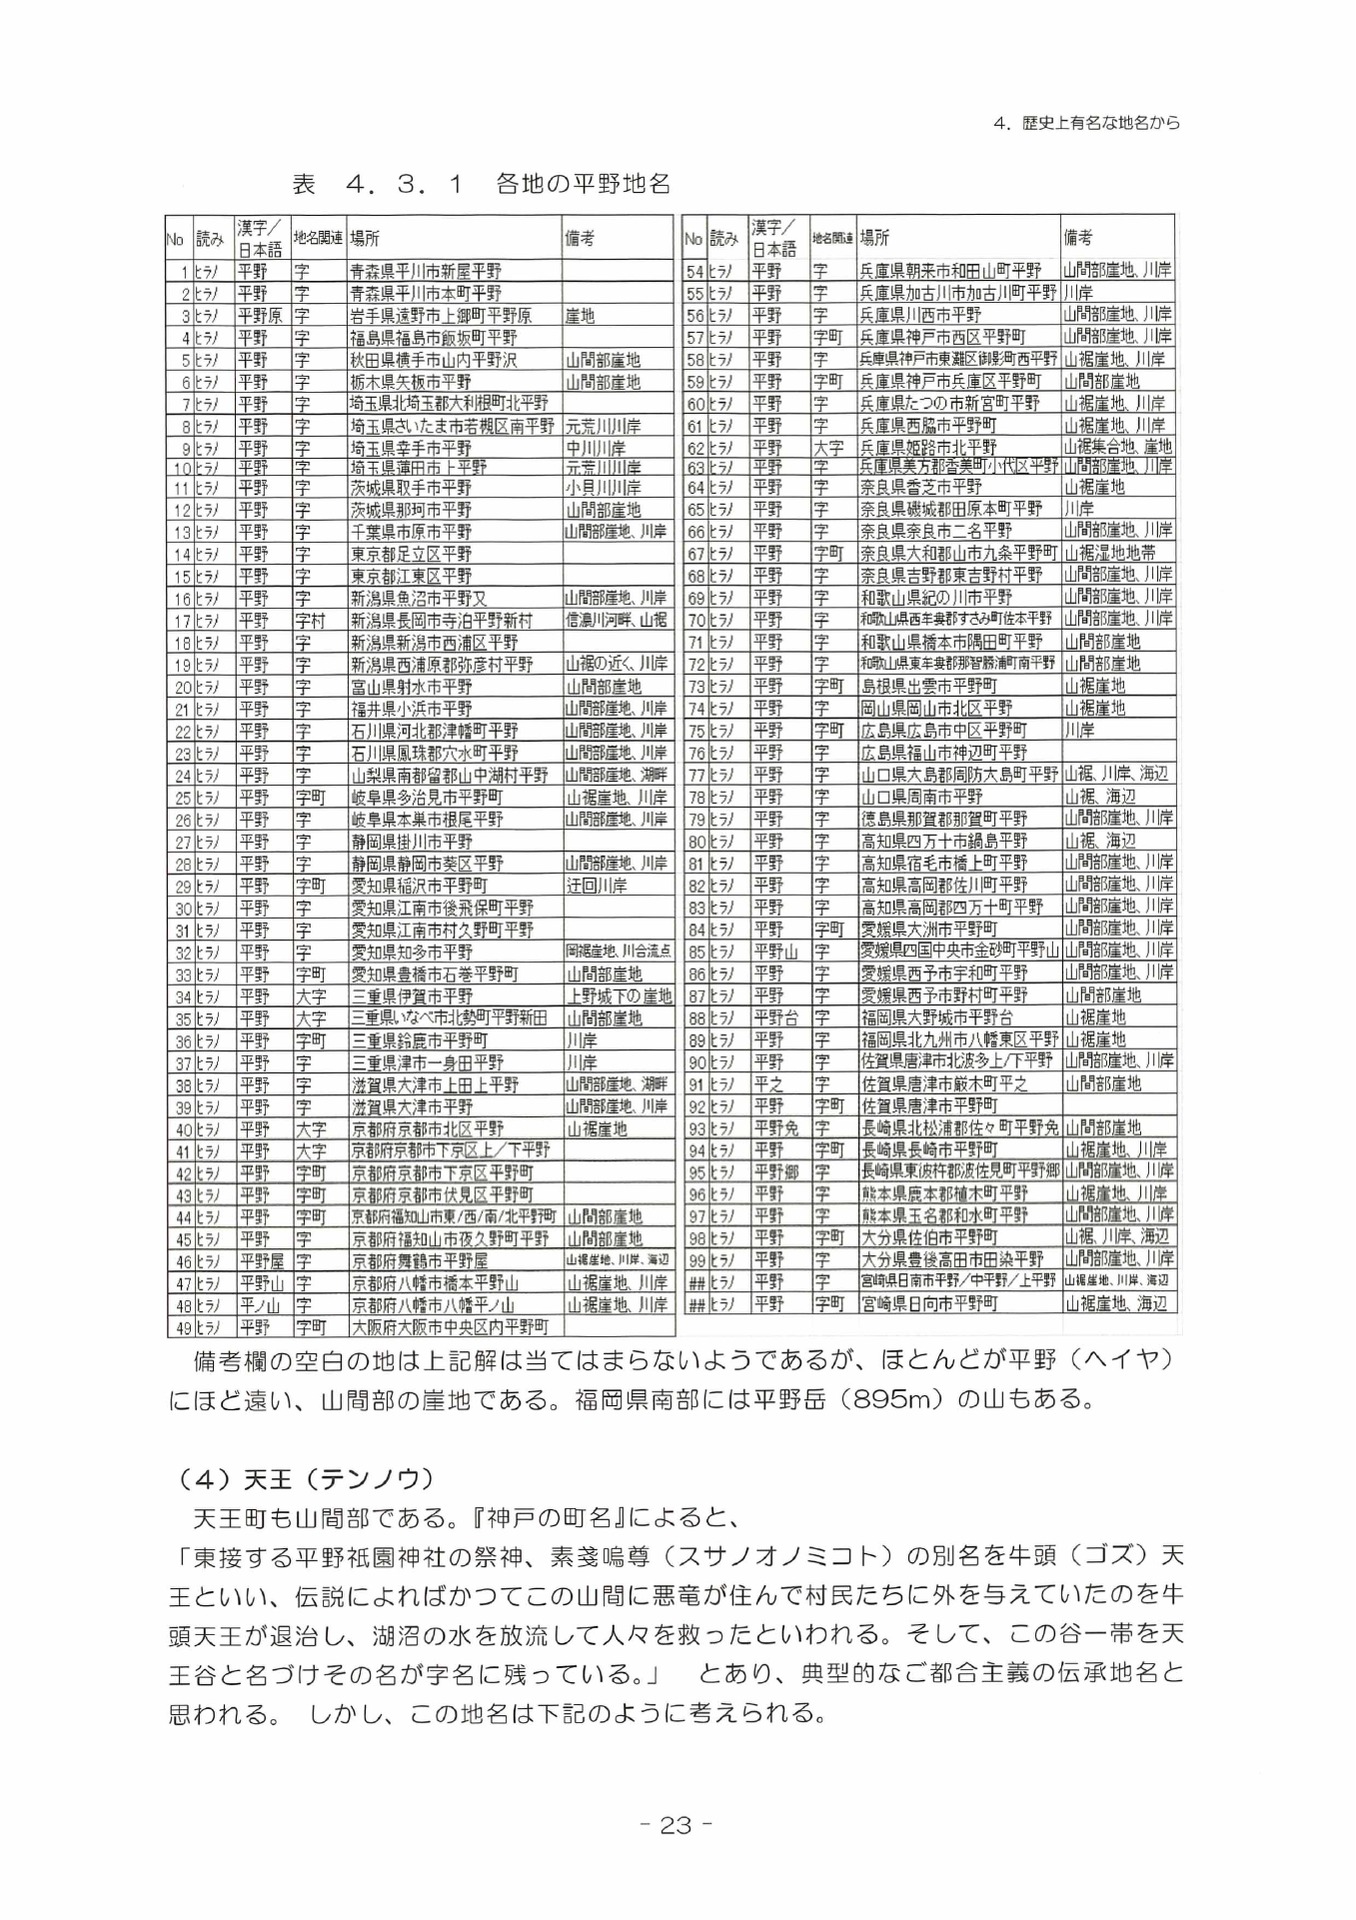 4．歴史上有名な地名から
表　４．３．１　各地の平野地名
No 読み 漢字／日本語 地名関連 場所 備考
1 ﾋﾗﾉ 平野 字 青森県平川市新屋平野
2 ﾋﾗﾉ 平野 字 青森県平川市本町平野
3 ﾋﾗﾉ 平野原 字 岩手県遠野市上郷町平野原 崖地
4 ﾋﾗﾉ 平野 字 福島県福島市飯坂町平野
5 ﾋﾗﾉ 平野 字 秋田県横手市山内平野沢 山間部崖地
6 ﾋﾗﾉ 平野 字 栃木県矢板市平野 山間部崖地
7 ﾋﾗﾉ 平野 字 埼玉県北埼玉郡大利根町北平野
8 ﾋﾗﾉ 平野 字 埼玉県さいたま市若槻区南平野 元荒川川岸
9 ﾋﾗﾉ 平野 字 埼玉県幸手市平野 中川川岸
10 ﾋﾗﾉ 平野 字 埼玉県蓮田市上平野 元荒川川岸
11 ﾋﾗﾉ 平野 字 茨城県取手市平野 小貝川川岸
12 ﾋﾗﾉ 平野 字 茨城県那珂市平野 山間部崖地
13 ﾋﾗﾉ 平野 字 千葉県市原市平野 山間部崖地、川岸
14 ﾋﾗﾉ 平野 字 東京都足立区平野
15 ﾋﾗﾉ 平野 字 東京都江東区平野
16 ﾋﾗﾉ 平野 字 新潟県魚沼市平野又 山間部崖地、川岸
17 ﾋﾗﾉ 平野 字村 新潟県長岡市寺泊平野新村 信濃川河畔、山裾
18 ﾋﾗﾉ 平野 字 新潟県新潟市西浦区平野
19 ﾋﾗﾉ 平野 字 新潟県西浦原郡弥彦村平野 山裾の近く、川岸
20 ﾋﾗﾉ 平野 字 富山県射水市平野 山間部崖地
21 ﾋﾗﾉ 平野 字 福井県小浜市平野 山間部崖地、川岸
22 ﾋﾗﾉ 平野 字 石川県河北郡津幡町平野 山間部崖地、川岸
23 ﾋﾗﾉ 平野 字 石川県鳳珠郡穴水町平野 山間部崖地、川岸
24 ﾋﾗﾉ 平野 字 山梨県南都留郡山中湖村平野 山間部崖地、湖畔
25 ﾋﾗﾉ 平野 字町 岐阜県多治見市平野町 山裾崖地、川岸
26 ﾋﾗﾉ 平野 字 岐阜県本巣市根尾平野 山間部崖地、川岸
27 ﾋﾗﾉ 平野 字 静岡県掛川市平野
28 ﾋﾗﾉ 平野 字 静岡県静岡市葵区平野 山間部崖地、川岸
29 ﾋﾗﾉ 平野 字町 愛知県稲沢市平野町 迂回川岸
30 ﾋﾗﾉ 平野 字 愛知県江南市後飛保町平野
31 ﾋﾗﾉ 平野 字 愛知県江南市村久野町平野
32 ﾋﾗﾉ 平野 字 愛知県知多市平野 岡裾崖地、川合流点
33 ﾋﾗﾉ 平野 字町 愛知県豊橋市石巻平野町 山間部崖地
34 ﾋﾗﾉ 平野 大字 三重県伊賀市平野 上野城下の崖地
35 ﾋﾗﾉ 平野 大字 三重県いなべ市北勢町平野新田 山間部崖地
36 ﾋﾗﾉ 平野 字町 三重県鈴鹿市平野町 川岸
37 ﾋﾗﾉ 平野 字 三重県津市一身田平野 川岸
38 ﾋﾗﾉ 平野 字 滋賀県大津市上田上平野 山間部崖地、湖畔
39 ﾋﾗﾉ 平野 字 滋賀県大津市平野 山間部崖地、川岸
40 ﾋﾗﾉ 平野 大字 京都府京都市北区平野 山裾崖地
41 ﾋﾗﾉ 平野 大字 京都府京都市下京区上／下平野
42 ﾋﾗﾉ 平野 字町 京都府京都市下京区平野町
43 ﾋﾗﾉ 平野 字町 京都府京都市伏見区平野町
44 ﾋﾗﾉ 平野 字町 京都府福知山市東/西/南/北平野町 山間部崖地
45 ﾋﾗﾉ 平野 字 京都府福知山市夜久野町平野 山間部崖地
46 ﾋﾗﾉ 平野屋 字 京都府舞鶴市平野屋 山裾崖地、川岸、海辺
47 ﾋﾗﾉ 平野山 字 京都府八幡市橋本平野山 山裾崖地、川岸
48 ﾋﾗﾉ 平ノ山 字 京都府八幡市八幡平ノ山 山裾崖地、川岸
49 ﾋﾗﾉ 平野 字町 大阪府大阪市中央区内平野町
No 読み 漢字／日本語 地名関連 場所 備考
54 ﾋﾗﾉ 平野 字 兵庫県朝来市和田山町平野 山間部崖地、川岸
55 ﾋﾗﾉ 平野 字 兵庫県加古川市加古川町平野 川岸
56 ﾋﾗﾉ 平野 字 兵庫県川西市平野 山間部崖地、川岸
57 ﾋﾗﾉ 平野 字町 兵庫県神戸市西区平野町 山間部崖地、川岸
58 ﾋﾗﾉ 平野 字 兵庫県神戸市東灘区御影町西平野 山裾崖地、川岸
59 ﾋﾗﾉ 平野 字町 兵庫県神戸市兵庫区平野町 山間部崖地
60 ﾋﾗﾉ 平野 字 兵庫県たつの市新宮町平野 山裾崖地、川岸
61 ﾋﾗﾉ 平野 字 兵庫県西脇市平野町 山裾崖地、川岸
62 ﾋﾗﾉ 平野 大字 兵庫県姫路市北平野 山裾集合地、崖地
63 ﾋﾗﾉ 平野 字 兵庫県美方郡香美町小代区平野 山間部崖地、川岸
64 ﾋﾗﾉ 平野 字 奈良県香芝市平野 山裾崖地
65 ﾋﾗﾉ 平野 字 奈良県磯城郡田原本町平野 川岸
66 ﾋﾗﾉ 平野 字 奈良県奈良市二名平野 山間部崖地、川岸
67 ﾋﾗﾉ 平野 字町 奈良県大和郡山市九条平野町 山裾湿地地帯
68 ﾋﾗﾉ 平野 字 奈良県吉野郡東吉野村平野 山間部崖地、川岸
69 ﾋﾗﾉ 平野 字 和歌山県紀の川市平野 山間部崖地、川岸
70 ﾋﾗﾉ 平野 字 和歌山県西牟婁郡すさみ町佐本平野 山間部崖地、川岸
71 ﾋﾗﾉ 平野 字 和歌山県橋本市隅田町平野 山間部崖地
72 ﾋﾗﾉ 平野 字 和歌山県東牟婁郡那智勝浦町南平野 山間部崖地
73 ﾋﾗﾉ 平野 字町 島根県出雲市平野町 山裾崖地
74 ﾋﾗﾉ 平野 字 岡山県岡山市北区平野 山裾崖地
75 ﾋﾗﾉ 平野 字町 広島県広島市中区平野町 川岸
76 ﾋﾗﾉ 平野 字 広島県福山市神辺町平野
77 ﾋﾗﾉ 平野 字 山口県大島郡周防大島町平野 山裾、川岸、海辺
78 ﾋﾗﾉ 平野 字 山口県周南市平野 山裾、海辺
79 ﾋﾗﾉ 平野 字 徳島県那賀郡那賀町平野 山間部崖地、川岸
80 ﾋﾗﾉ 平野 字 高知県四万十市鍋島平野 山裾、海辺
81 ﾋﾗﾉ 平野 字 高知県宿毛市橋上町平野 山間部崖地、川岸
82 ﾋﾗﾉ 平野 字 高知県高岡郡佐川町平野 山間部崖地、川岸
83 ﾋﾗﾉ 平野 字 高知県高岡郡四万十町平野 山間部崖地、川岸
84 ﾋﾗﾉ 平野 字町 愛媛県大洲市平野町 山間部崖地、川岸
85 ﾋﾗﾉ 平野山 字 愛媛県四国中央市金砂町平野山 山間部崖地、川岸
86 ﾋﾗﾉ 平野 字 愛媛県西予市宇和町平野 山間部崖地、川岸
87 ﾋﾗﾉ 平野 字 愛媛県西予市野村町平野 山間部崖地
88 ﾋﾗﾉ 平野台 字 福岡県大野城市平野台 山裾崖地
89 ﾋﾗﾉ 平野 字 福岡県北九州市八幡東区平野 山裾崖地
90 ﾋﾗﾉ 平野 字 佐賀県唐津市北波多上/下平野 山間部崖地、川岸
91 ﾋﾗﾉ 平之 字 佐賀県唐津市厳木町平之 山間部崖地
92 ﾋﾗﾉ 平野 字町 佐賀県唐津市平野町
93 ﾋﾗﾉ 平野免 字 長崎県北松浦郡佐々町平野免 山間部崖地
94 ﾋﾗﾉ 平野 字町 長崎県長崎市平野町 山裾崖地、川岸
95 ﾋﾗﾉ 平野郷 字 長崎県東波杵郡波佐見町平野郷 山間部崖地、川岸
96 ﾋﾗﾉ 平野 字 熊本県鹿本郡植木町平野 山裾崖地、川岸
97 ﾋﾗﾉ 平野 字 熊本県玉名郡和水町平野 山間部崖地、川岸
98 ﾋﾗﾉ 平野 字町 大分県佐伯市平野町 山裾、川岸、海辺
99 ﾋﾗﾉ 平野 字 大分県豊後高田市田染平野 山間部崖地、川岸
## ﾋﾗﾉ 平野 字 宮崎県日南市平野／中平野／上平野 山裾崖地、川岸、海辺
## ﾋﾗﾉ 平野 字町 宮崎県日向市平野町 山裾崖地、海辺
備考欄の空白の地は上記解は当てはまらないようであるが、ほとんどが平野（ヘイヤ）
にほど遠い、山間部の崖地である。福岡県南部には平野岳（895m）の山もある。
（４）天王（テンノウ）
天王町も山間部である。『神戸の町名』によると、
「東接する平野祇園神社の祭神、素戔嗚尊（スサノオノミコト）の別名を牛頭（ゴズ）天
王といい、伝説によればかつてこの山間に悪竜が住んで村民たちに外を与えていたのを牛
頭天王が退治し、湖沼の水を放流して人々を救ったといわれる。そして、この谷一帯を天
王谷と名づけその名が字名に残っている。」　とあり、典型的なご都合主義の伝承地名と
思われる。　しかし、この地名は下記のように考えられる。
- 23 -